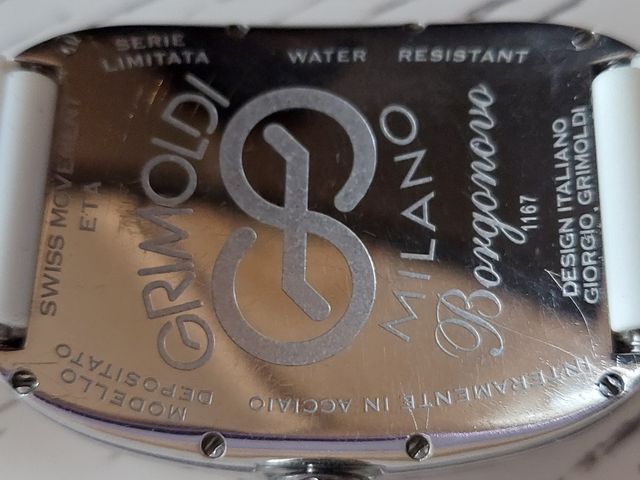 SERIE
LIMITATA
WATER RESISTANT
SWISS MOVEMENT
ETA
GRIMOLDI
MILANO
Borgonovo
1167
DESIGN ITALIANO
GIORGIO GRIMOLDI
MODELLO
DEPOSITATO
INTERAMENTE IN ACCIAIO